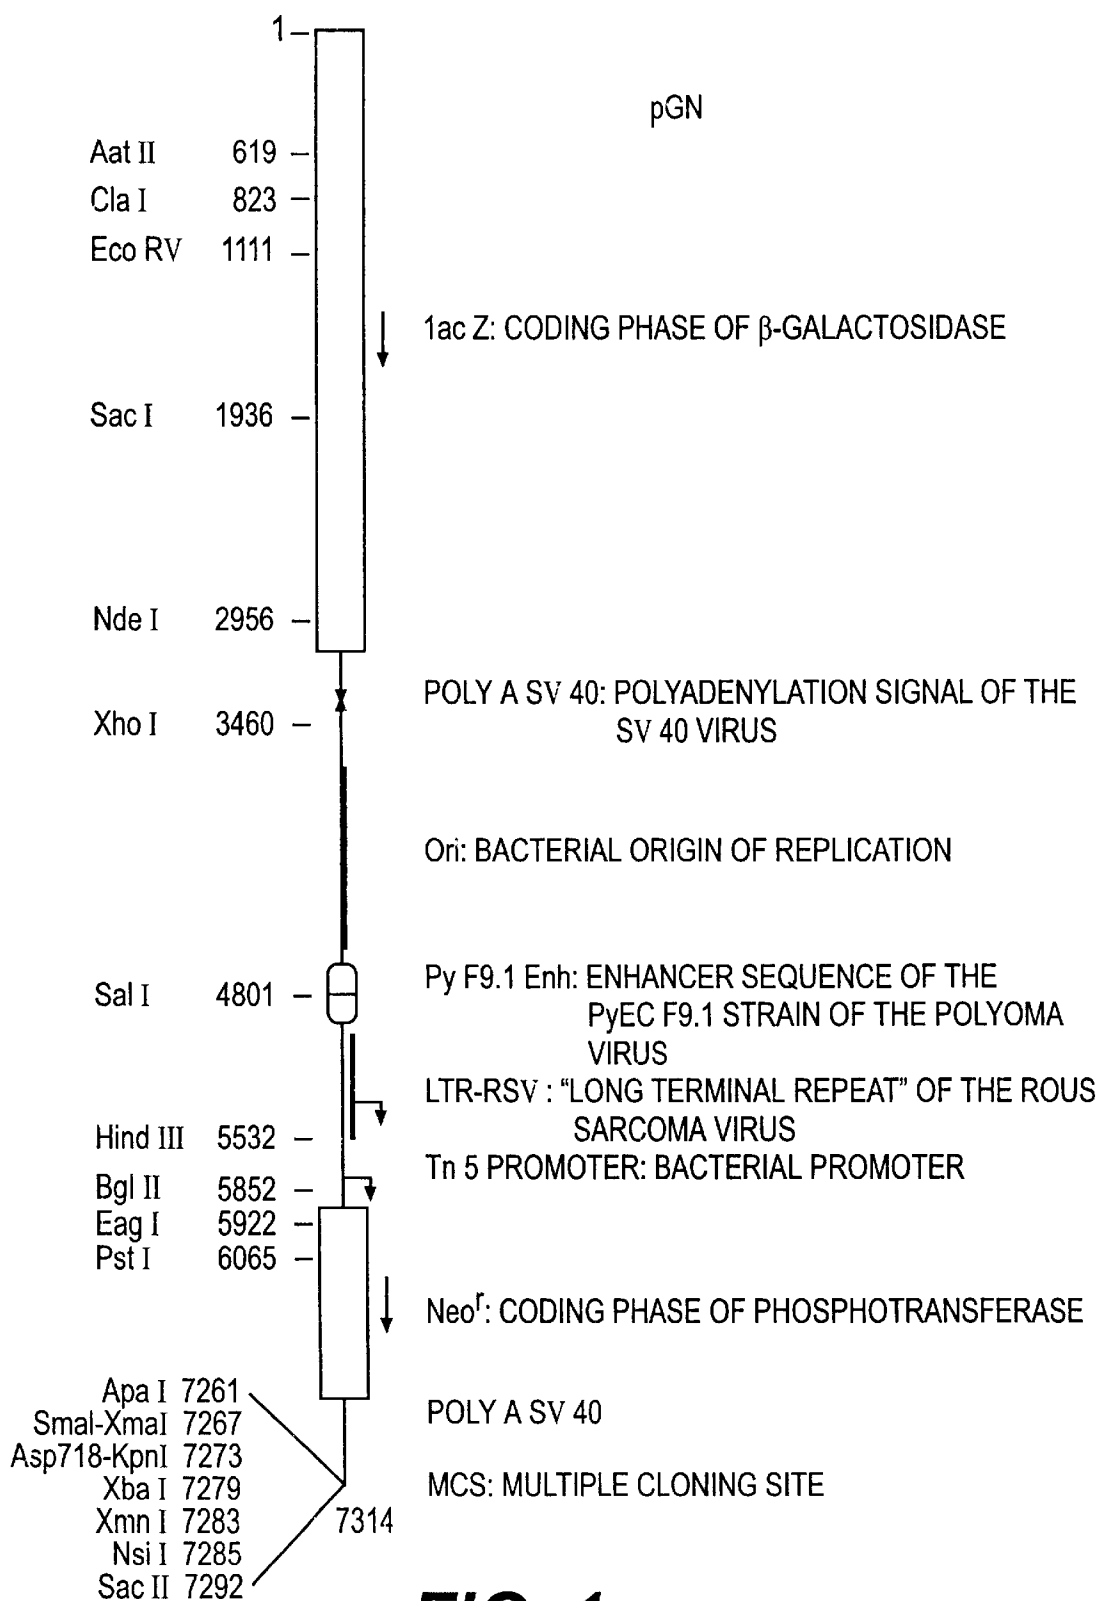 1
pGN
Aat II 619
Cla I 823
Eco RV 1111
1ac Z: CODING PHASE OF β-GALACTOSIDASE
Sac I 1936
Nde I 2956
POLY A SV 40: POLYADENYLATION SIGNAL OF THE
SV 40 VIRUS
Xho I 3460
Ori: BACTERIAL ORIGIN OF REPLICATION
Py F9.1 Enh: ENHANCER SEQUENCE OF THE
Sal I 4801
PyEC F9.1 STRAIN OF THE POLYOMA
VIRUS
LTR-RSV : "LONG TERMINAL REPEAT" OF THE ROUS
SARCOMA VIRUS
Hind III 5532
Tn 5 PROMOTER: BACTERIAL PROMOTER
Bgl II 5852
Eag I 5922
Pst I 6065
Neoʳ: CODING PHASE OF PHOSPHOTRANSFERASE
Apa I 7261
POLY A SV 40
SmaI-XmaI 7267
Asp718-KpnI 7273
Xba I 7279
MCS: MULTIPLE CLONING SITE
Xmn I 7283
7314
Nsi I 7285
Sac II 7292
FIG. 1